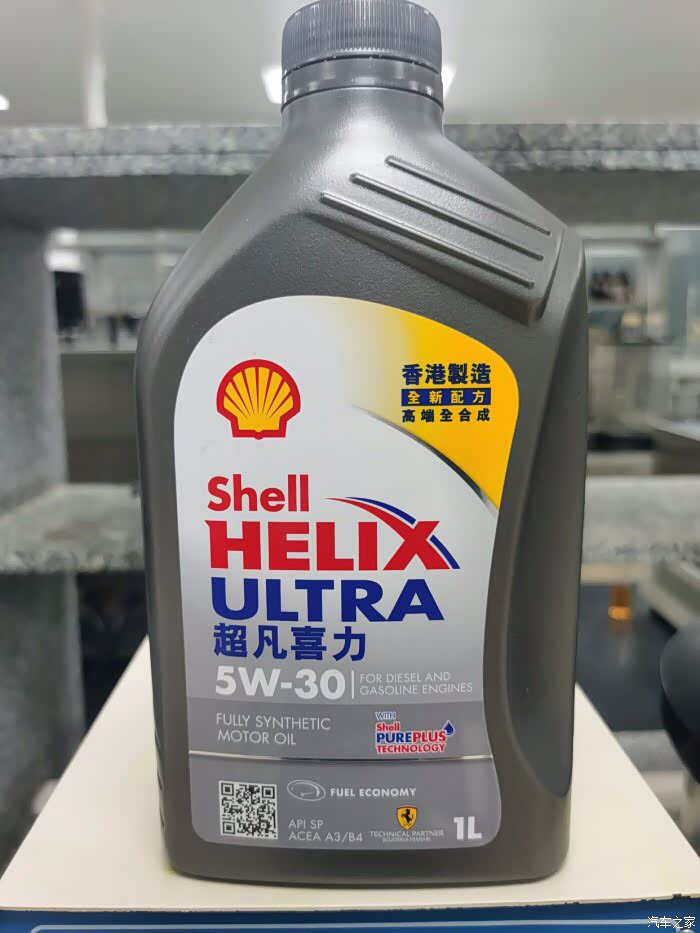 香港製造
全新配方
高端全合成
Shell
HELIX
ULTRA
超凡喜力
5W-30
FOR DIESEL AND
GASOLINE ENGINES
FULLY SYNTHETIC
MOTOR OIL
WITH
Shell
PUREPLUS
TECHNOLOGY
FUEL ECONOMY
API SP
ACEA A3/B4
TECHNICAL PARTNER
SCUDERIA FERRARI
1L
汽车之家